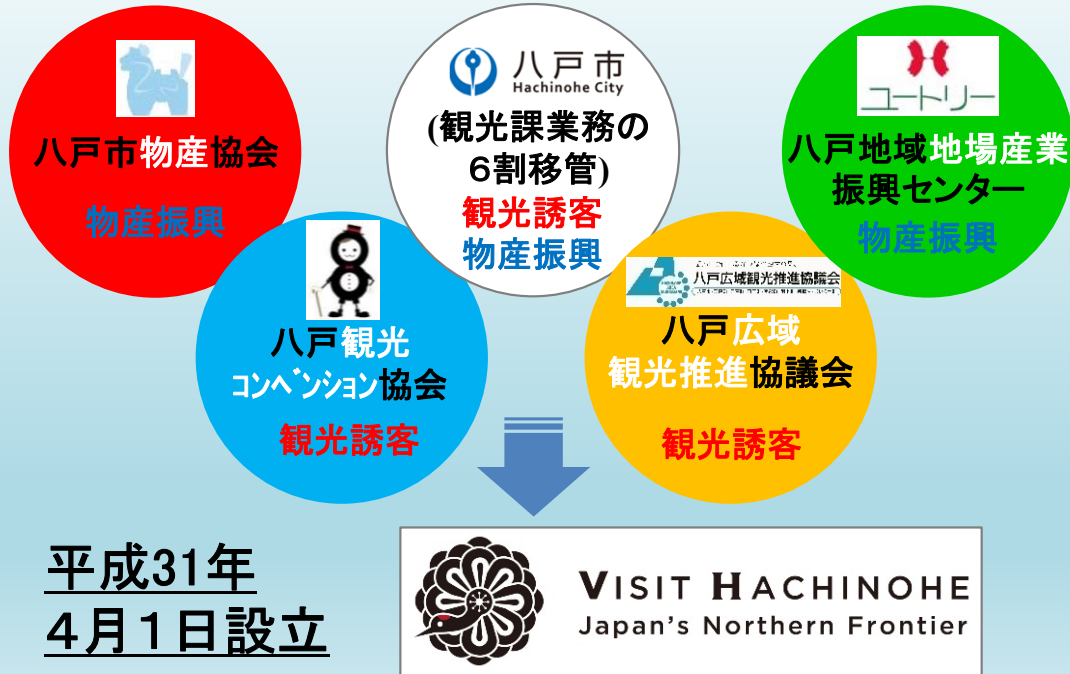 八戸市物産協会
物産振興
八戸市
Hachinohe City
(観光課業務の
６割移管)
観光誘客
物産振興
ユートリー
八戸地域地場産業
振興センター
物産振興
八戸観光
コンベンション協会
観光誘客
八戸広域観光推進協議会
八戸広域
観光推進協議会
観光誘客
平成31年
４月１日設立
VISIT HACHINOHE
Japan's Northern Frontier